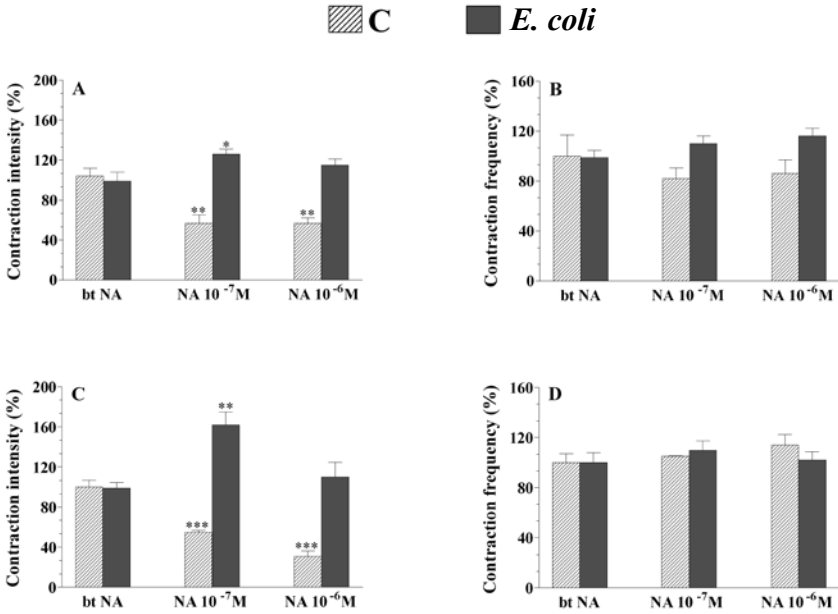 C   E. coli
A
Contraction intensity (%)
200
160
120
80
40
0
**
*
**
bt NA   NA 10 ⁻⁷M   NA 10 ⁻⁶M
B
Contraction frequency (%)
160
120
80
40
0
bt NA   NA 10 ⁻⁷M   NA 10 ⁻⁶M
C
Contraction intensity (%)
200
160
120
80
40
0
***
**
***
bt NA   NA 10 ⁻⁷M   NA 10 ⁻⁶M
D
Contraction frequency (%)
160
120
80
40
0
bt NA   NA 10 ⁻⁷M   NA 10 ⁻⁶M